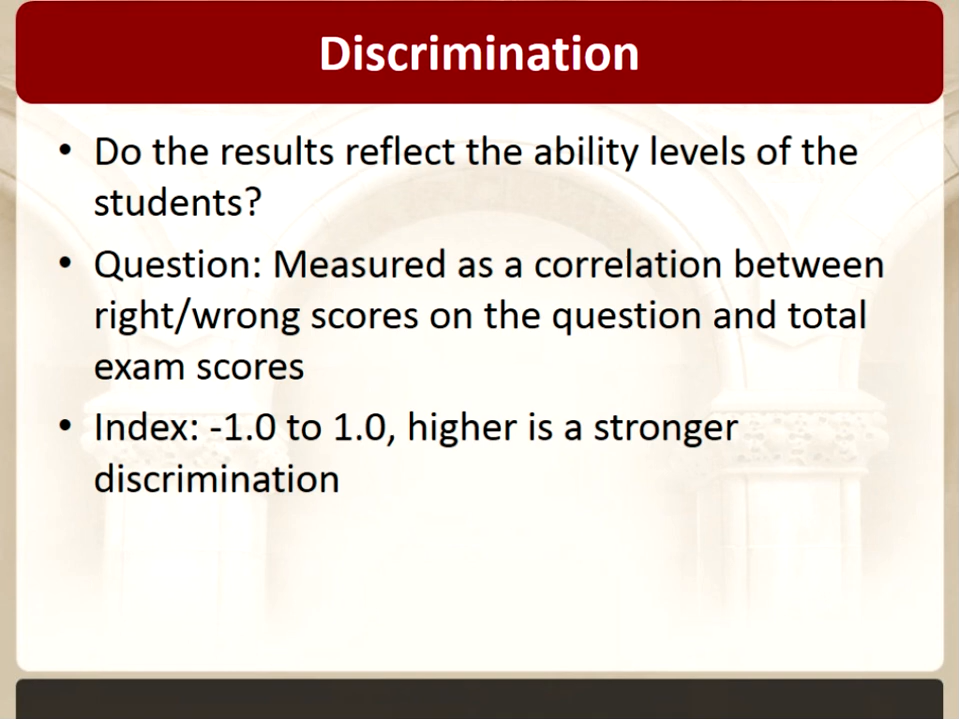 Discrimination
• Do the results reflect the ability levels of the
students?
• Question: Measured as a correlation between
right/wrong scores on the question and total
exam scores
• Index: -1.0 to 1.0, higher is a stronger
discrimination